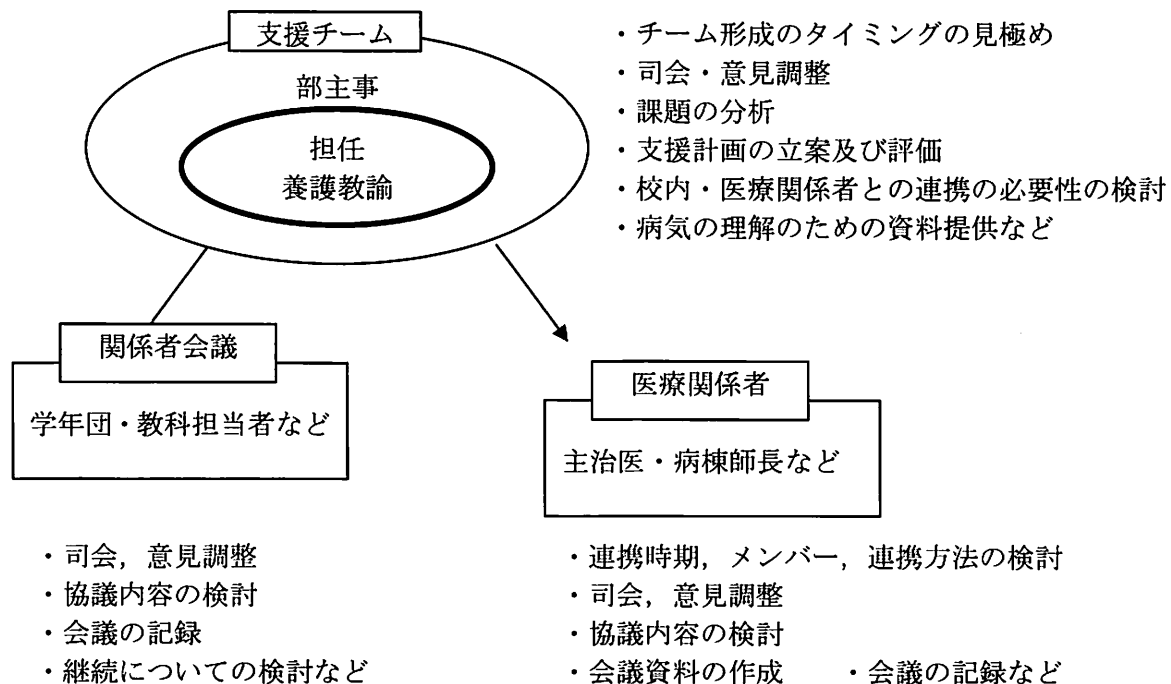 支援チーム
部主事
担任
養護教諭
・チーム形成のタイミングの見極め
・司会・意見調整
・課題の分析
・支援計画の立案及び評価
・校内・医療関係者との連携の必要性の検討
・病気の理解のための資料提供など
関係者会議
学年団・教科担当者など
医療関係者
主治医・病棟師長など
・司会，意見調整
・協議内容の検討
・会議の記録
・継続についての検討など
・連携時期，メンバー，連携方法の検討
・司会，意見調整
・協議内容の検討
・会議資料の作成　・会議の記録など